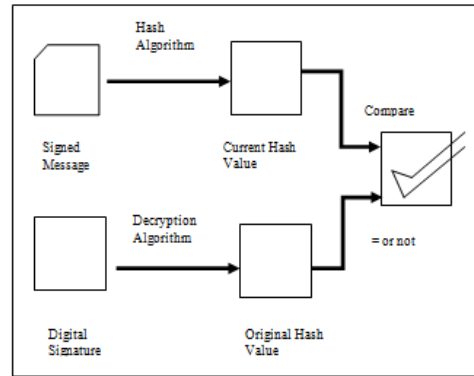 Hash
Algorithm
Compare
Signed
Message
Current Hash
Value
Decryption
Algorithm
= or not
Digital
Signature
Original Hash
Value